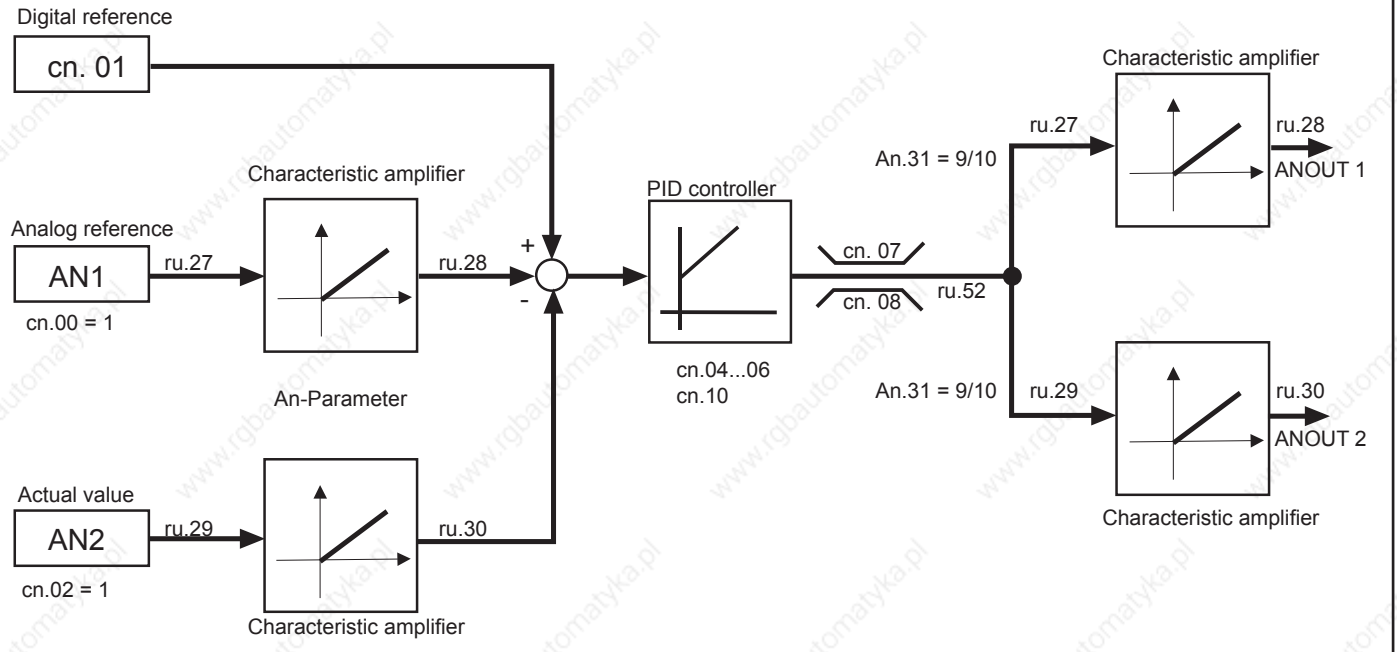 Digital reference
cn. 01
Characteristic amplifier
Analog reference
AN1
cn.00 = 1
ru.27
ru.28
+
-
An-Parameter
Actual value
AN2
cn.02 = 1
ru.29
ru.30
Characteristic amplifier
PID controller
cn.04...06
cn.10
cn. 07
cn. 08
ru.52
An.31 = 9/10
ru.27
Characteristic amplifier
ru.28
ANOUT 1
An.31 = 9/10
ru.29
ru.30
ANOUT 2
Characteristic amplifier
www.rgbautomatyka.pl